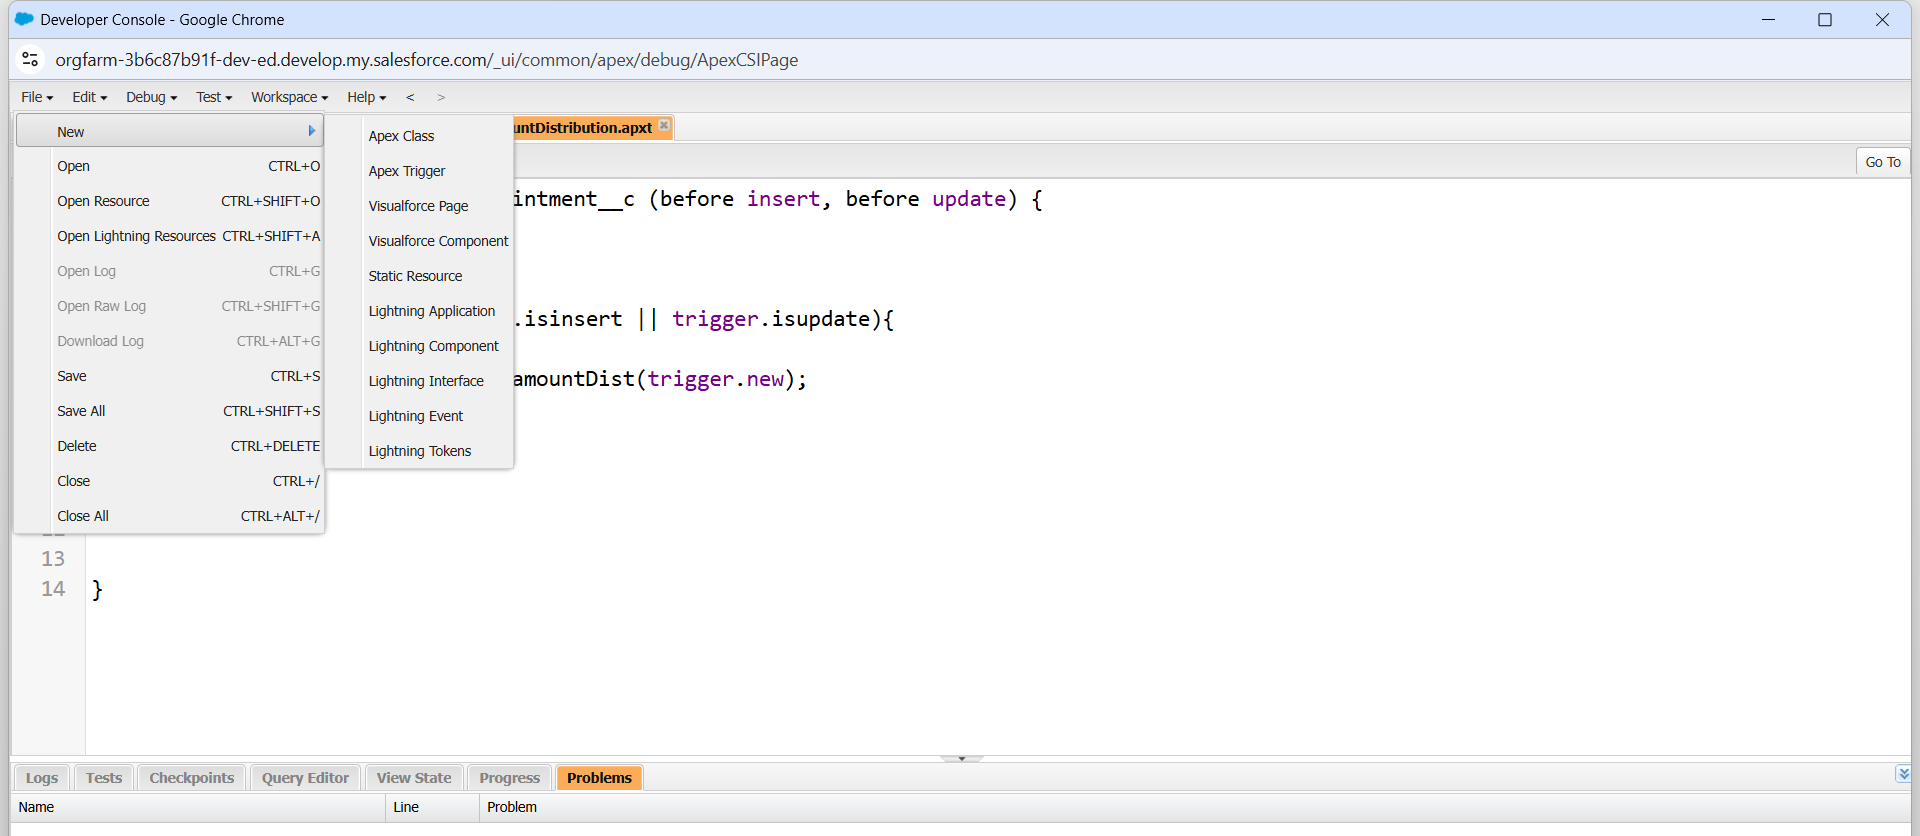 Developer Console - Google Chrome
orgfarm-3b6c87b91f-dev-ed.develop.my.salesforce.com/_ui/common/apex/debug/ApexCSIPage
File Edit Debug Test Workspace Help < >
New
Open CTRL+O
Open Resource CTRL+SHIFT+O
Open Lightning Resources CTRL+SHIFT+A
Open Log CTRL+G
Open Raw Log CTRL+SHIFT+G
Download Log CTRL+ALT+G
Save CTRL+S
Save All CTRL+SHIFT+S
Delete CTRL+DELETE
Close CTRL+/
Close All CTRL+ALT+/
Apex Class
Apex Trigger
Visualforce Page
Visualforce Component
Static Resource
Lightning Application
Lightning Component
Lightning Interface
Lightning Event
Lightning Tokens
untDistribution.apxt
Go To
intment__c (before insert, before update) {
.isinsert || trigger.isupdate){
amountDist(trigger.new);
13
14 }
Logs Tests Checkpoints Query Editor View State Progress Problems
Name Line Problem